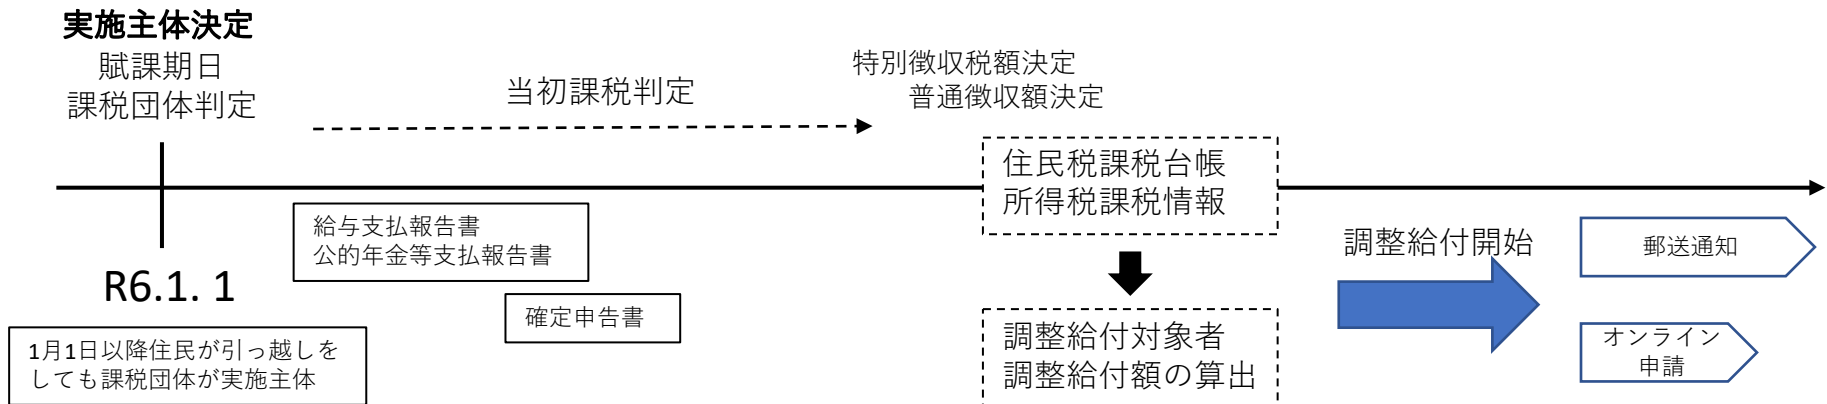 実施主体決定
賦課期日
課税団体判定
当初課税判定
特別徴収税額決定
普通徴収額決定
住民税課税台帳
所得税課税情報
給与支払報告書
公的年金等支払報告書
確定申告書
R6.1. 1
1月1日以降住民が引っ越しを
しても課税団体が実施主体
調整給付対象者
調整給付額の算出
調整給付開始
郵送通知
オンライン
申請